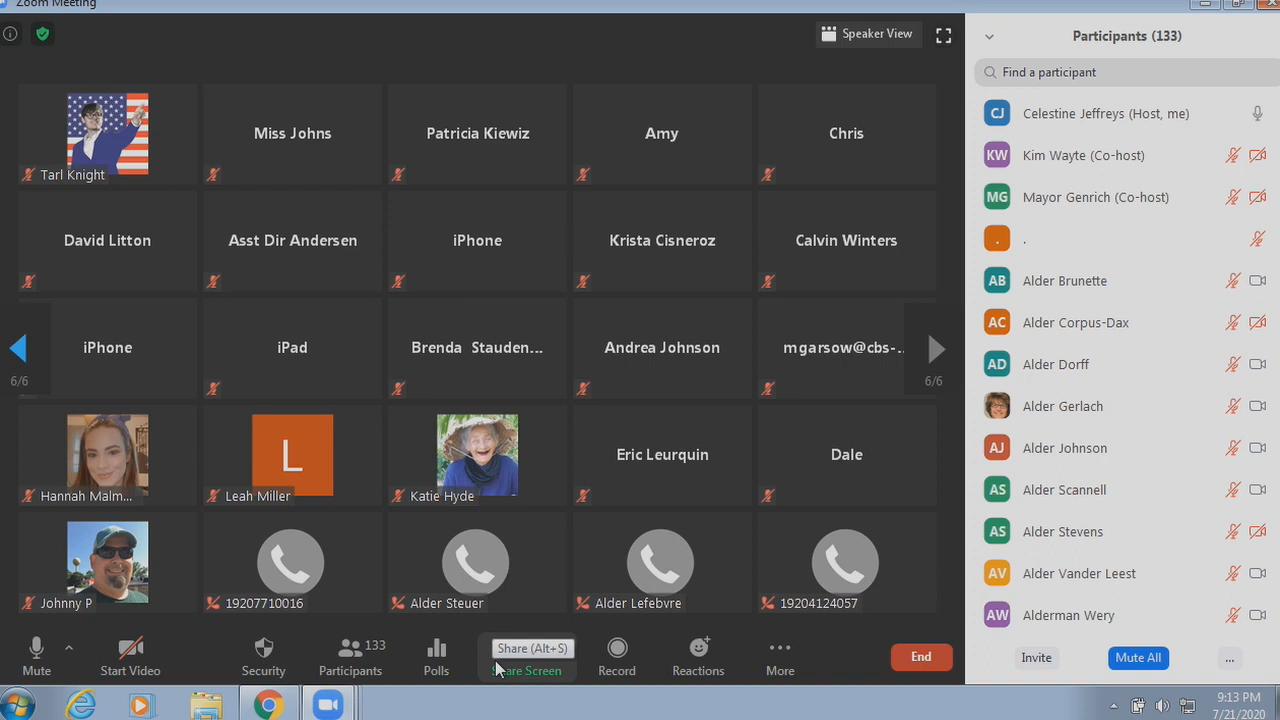 Zoom Meeting
Speaker View
Tarl Knight
Miss Johns
Patricia Kiewiz
Amy
Chris
David Litton
Asst Dir Andersen
iPhone
Krista Cisneroz
Calvin Winters
iPhone
iPad
Brenda Stauden...
Andrea Johnson
mgarsow@cbs-...
6/6
6/6
Hannah Malm...
L
Leah Miller
Katie Hyde
Eric Leurquin
Dale
Johnny P
19207710016
Alder Steuer
Alder Lefebvre
19204124057
Mute
Start Video
Security
133
Participants
Polls
Share (Alt+S)
Share Screen
Record
Reactions
More
End
Participants (133)
Find a participant
CJ Celestine Jeffreys (Host, me)
KW Kim Wayte (Co-host)
MG Mayor Genrich (Co-host)
. .
AB Alder Brunette
AC Alder Corpus-Dax
AD Alder Dorff
Alder Gerlach
AJ Alder Johnson
AS Alder Scannell
AS Alder Stevens
AV Alder Vander Leest
AW Alderman Wery
Invite
Mute All
...
9:13 PM
7/21/2020